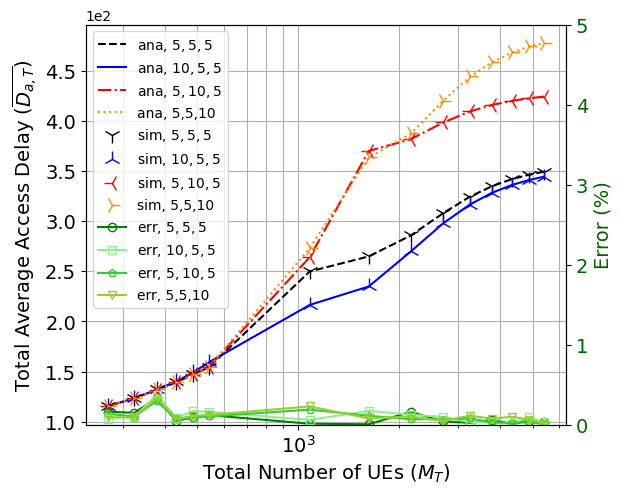 1e2
ana, 5, 5, 5
ana, 10, 5, 5
ana, 5, 10, 5
ana, 5,5,10
sim, 5, 5, 5
sim, 10, 5, 5
sim, 5, 10, 5
sim, 5,5,10
err, 5, 5, 5
err, 10, 5, 5
err, 5, 10, 5
err, 5,5,10
Total Average Access Delay ($\overline{D_{a,T}}$)
4.5
4.0
3.5
3.0
2.5
2.0
1.5
1.0
5
4
3
2
1
0
Error (%)
10³
Total Number of UEs ($M_T$)